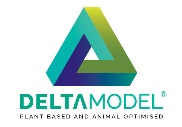 DELTAMODEL®
PLANT BASED AND ANIMAL OPTIMISED